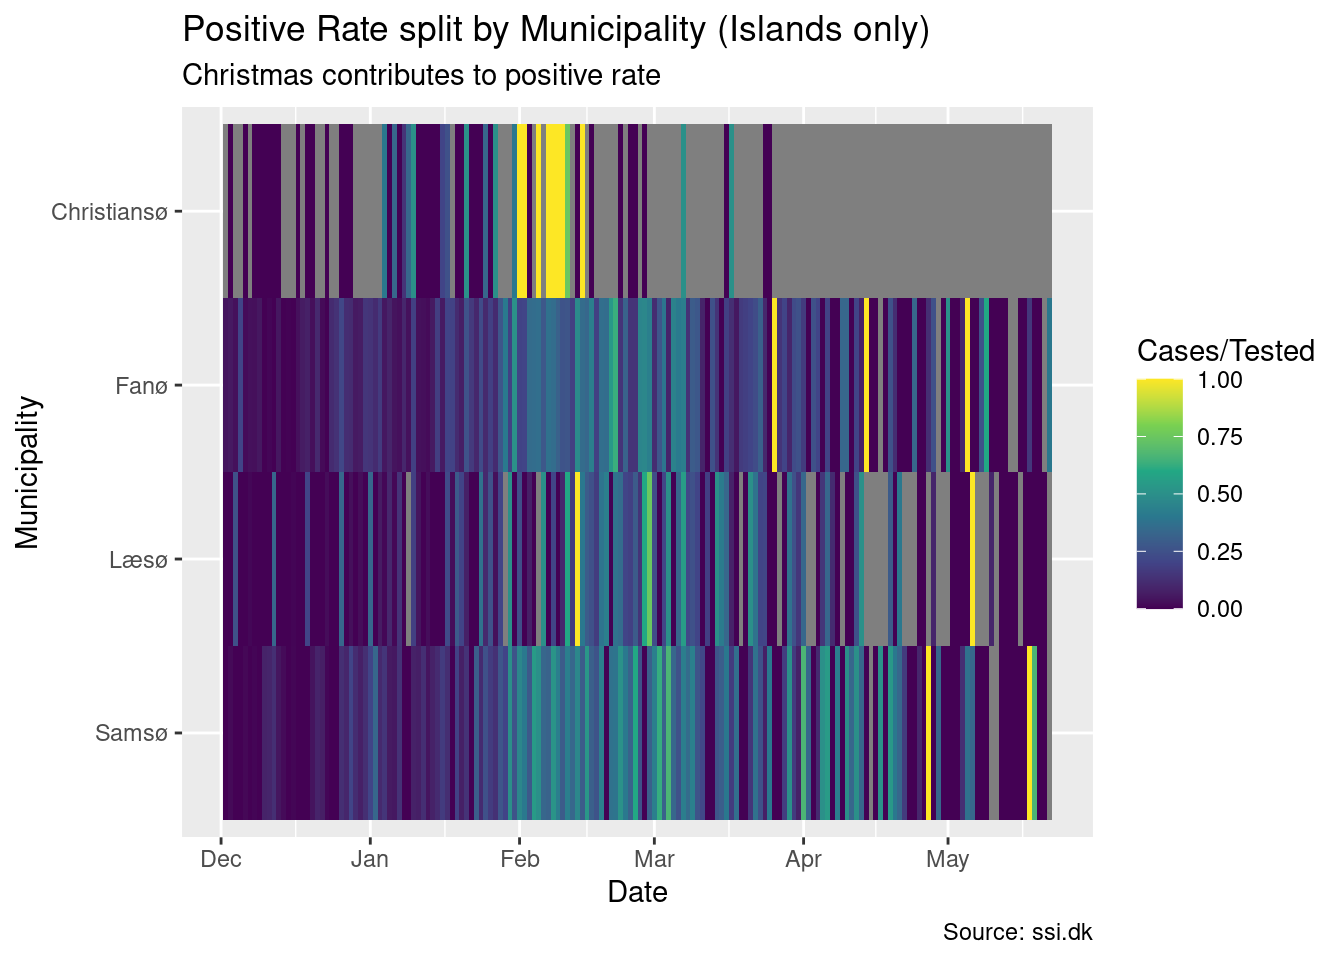 Positive Rate split by Municipality (Islands only)
Christmas contributes to positive rate
Municipality
Christiansø
Fanø
Læsø
Samsø
Dec Jan Feb Mar Apr May
Date
Cases/Tested
1.00
0.75
0.50
0.25
0.00
Source: ssi.dk